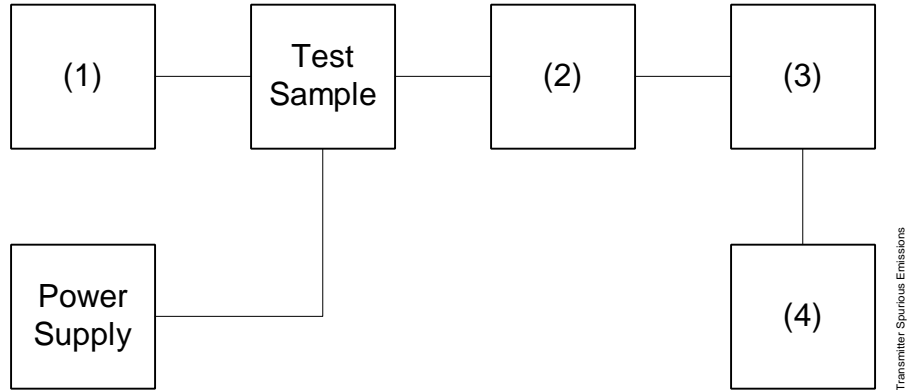 (1)
Test
Sample
(2)
(3)
Power
Supply
(4)
Transmitter Spurious Emissions